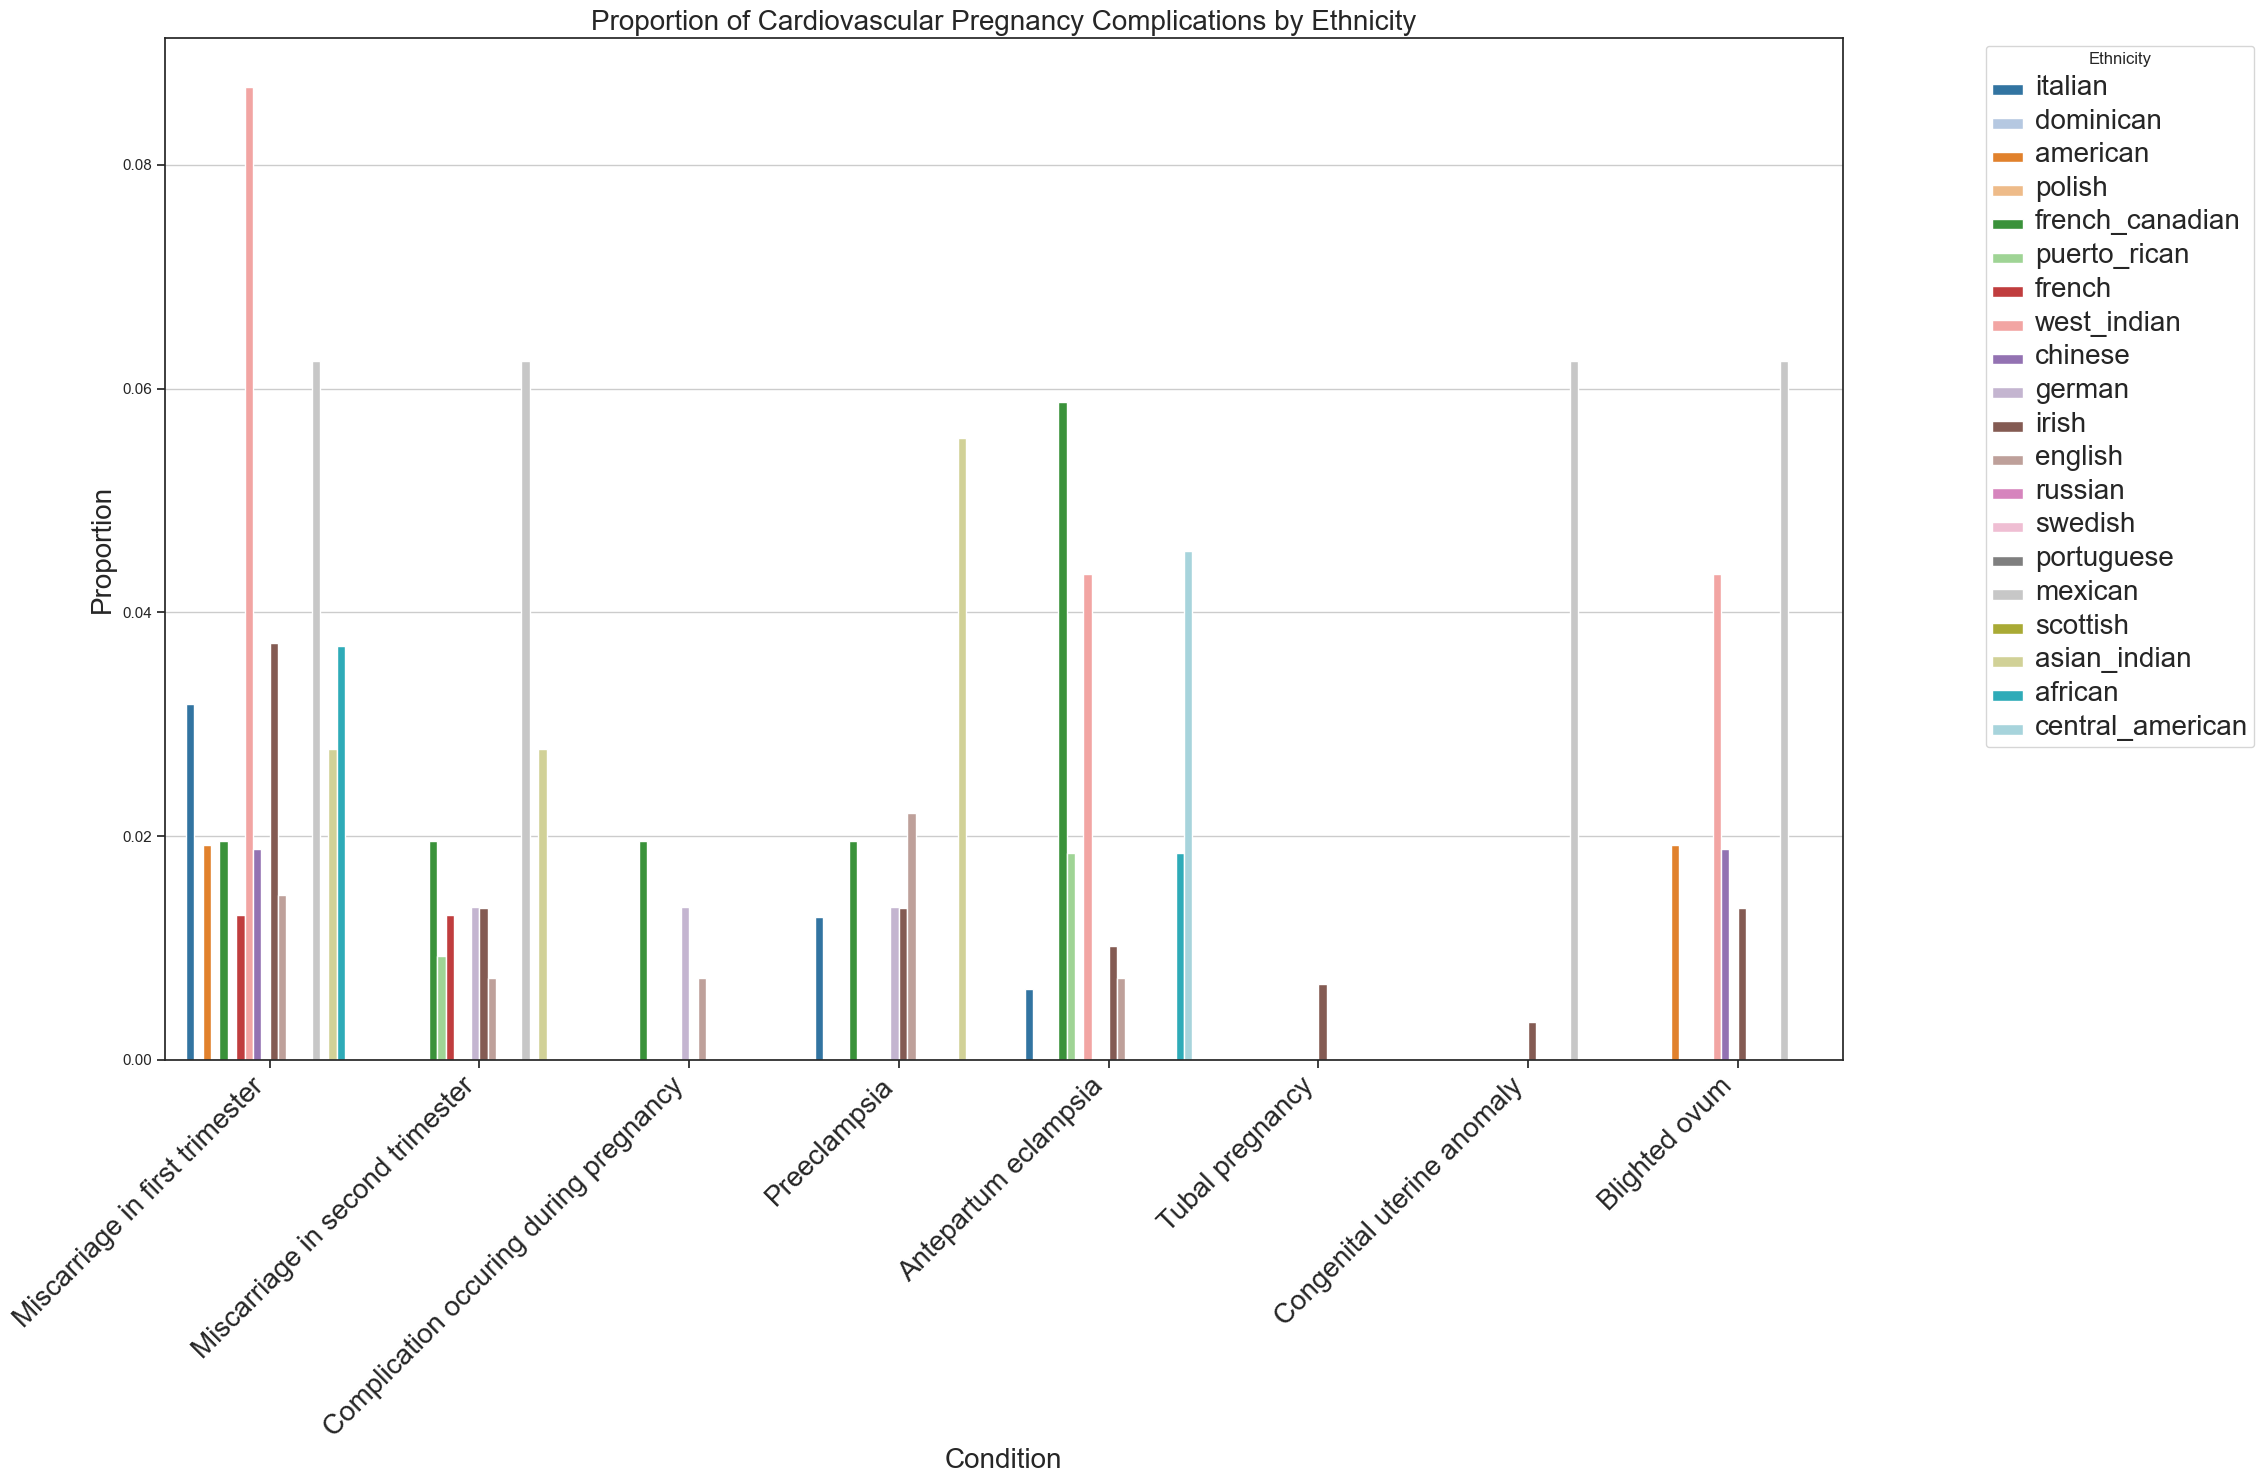 Proportion of Cardiovascular Pregnancy Complications by Ethnicity
Proportion
0.08
0.06
0.04
0.02
0.00
Miscarriage in first trimester
Miscarriage in second trimester
Complication occuring during pregnancy
Preeclampsia
Antepartum eclampsia
Tubal pregnancy
Congenital uterine anomaly
Blighted ovum
Condition
Ethnicity
italian
dominican
american
polish
french_canadian
puerto_rican
french
west_indian
chinese
german
irish
english
russian
swedish
portuguese
mexican
scottish
asian_indian
african
central_american